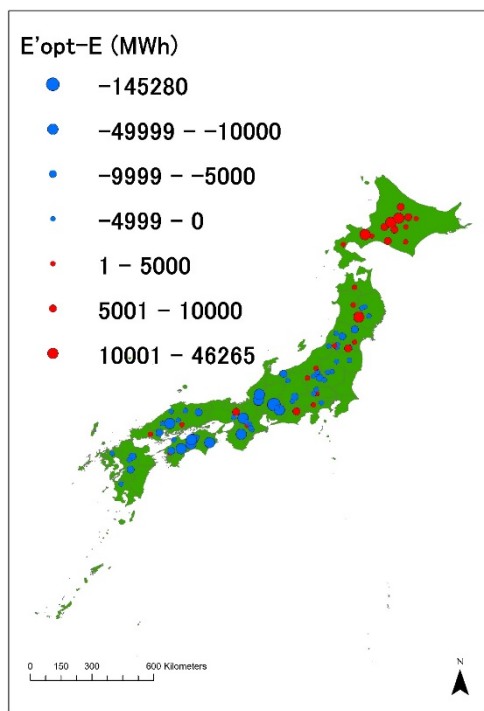 E'opt-E (MWh)
-145280
-49999 - -10000
-9999 - -5000
-4999 - 0
1 - 5000
5001 - 10000
10001 - 46265
0 150 300 600 Kilometers
N